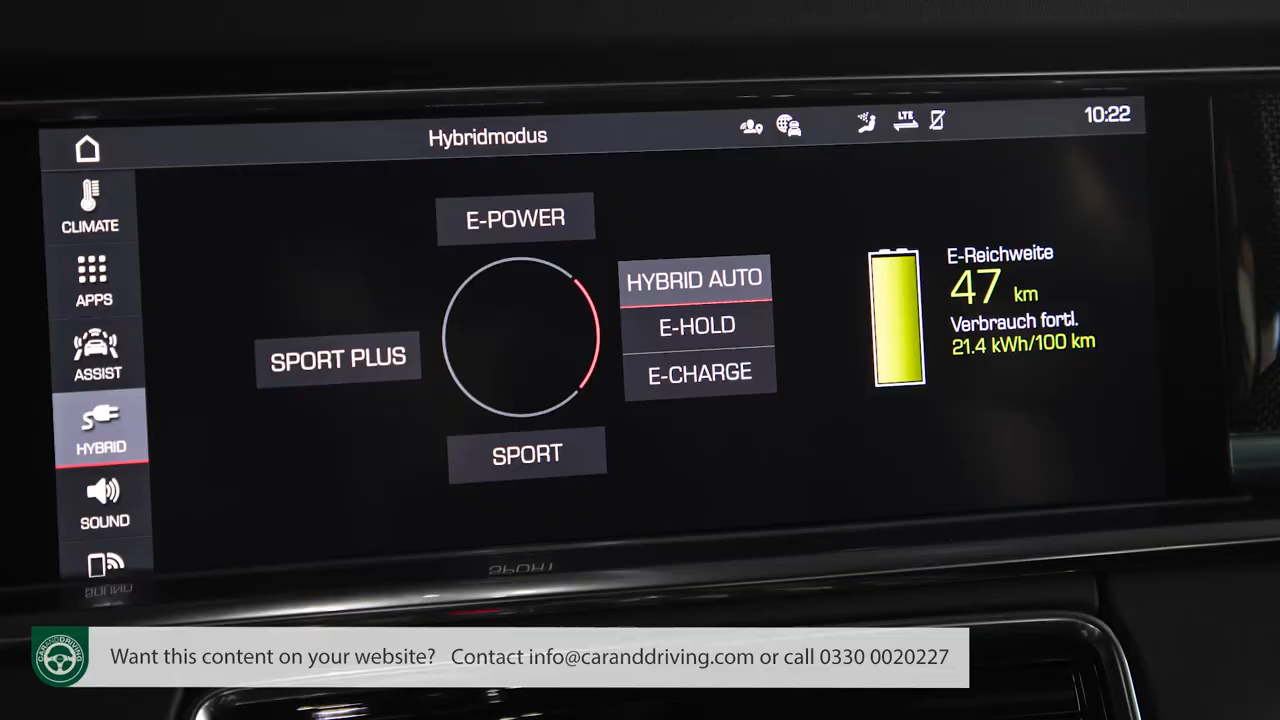 Hybridmodus
LTE
10:22
CLIMATE
APPS
ASSIST
HYBRID
SOUND
E-POWER
SPORT PLUS
HYBRID AUTO
E-HOLD
E-CHARGE
SPORT
E-Reichweite
47 km
Verbrauch fortl.
21.4 kWh/100 km
CARANDDRIVING
Want this content on your website? Contact info@caranddriving.com or call 0330 0020227